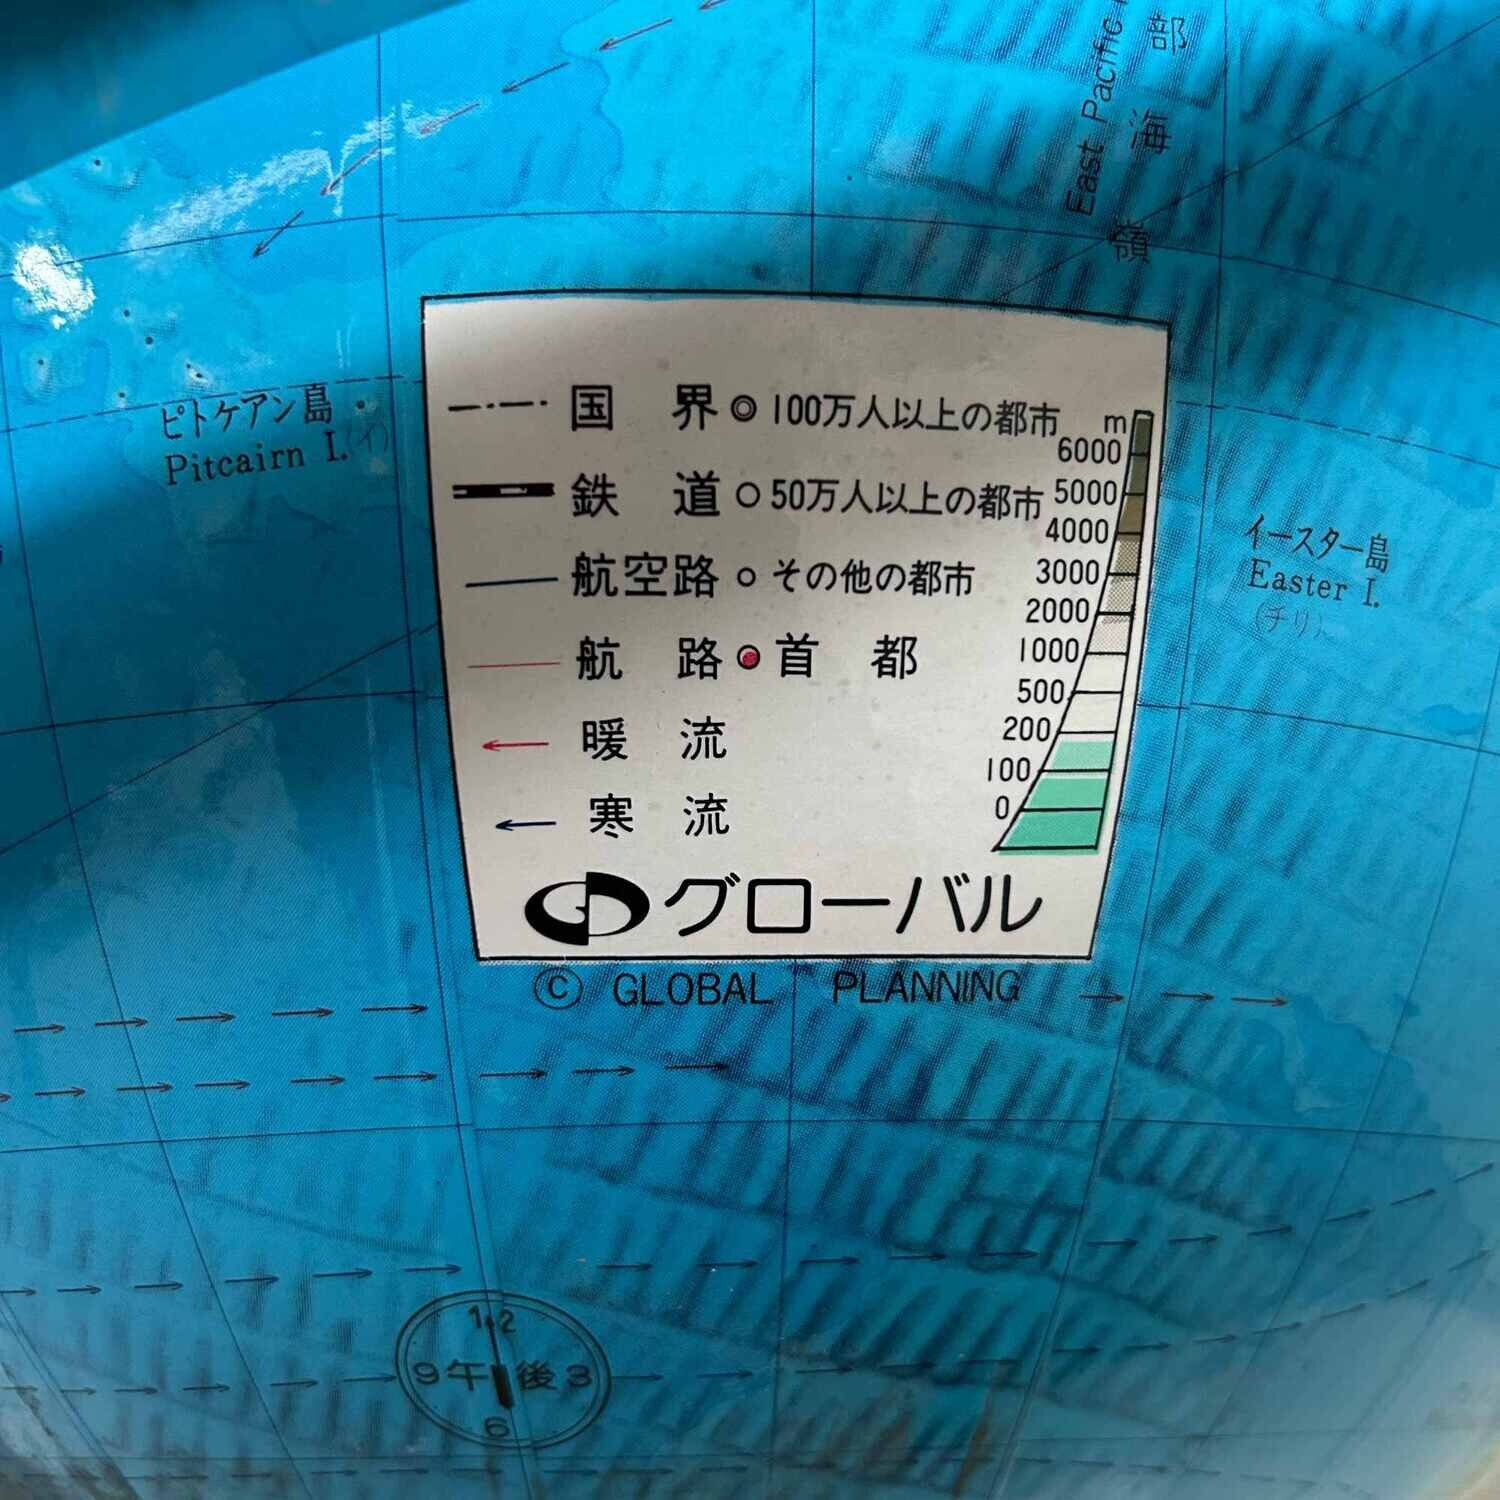 部
海
嶺
East Pacific
ピトケアン島
Pitcairn I.(イ)
国界 ◎ 100万人以上の都市
鉄道 ○ 50万人以上の都市
航空路 ○ その他の都市
航路 首都
暖流
寒流
m
6000
5000
4000
3000
2000
1000
500
200
100
0
グローバル
© GLOBAL PLANNING
イースター島
Easter I.
(チリ)
12
9 午後 3
6